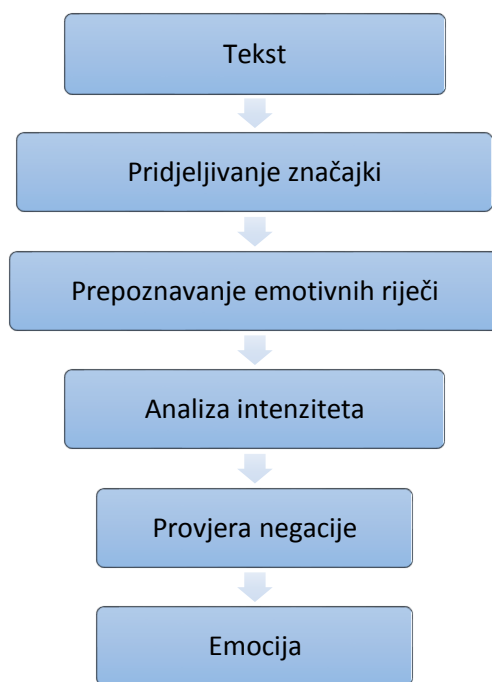 Tekst
Pridjeljivanje značajki
Prepoznavanje emotivnih riječi
Analiza intenziteta
Provjera negacije
Emocija